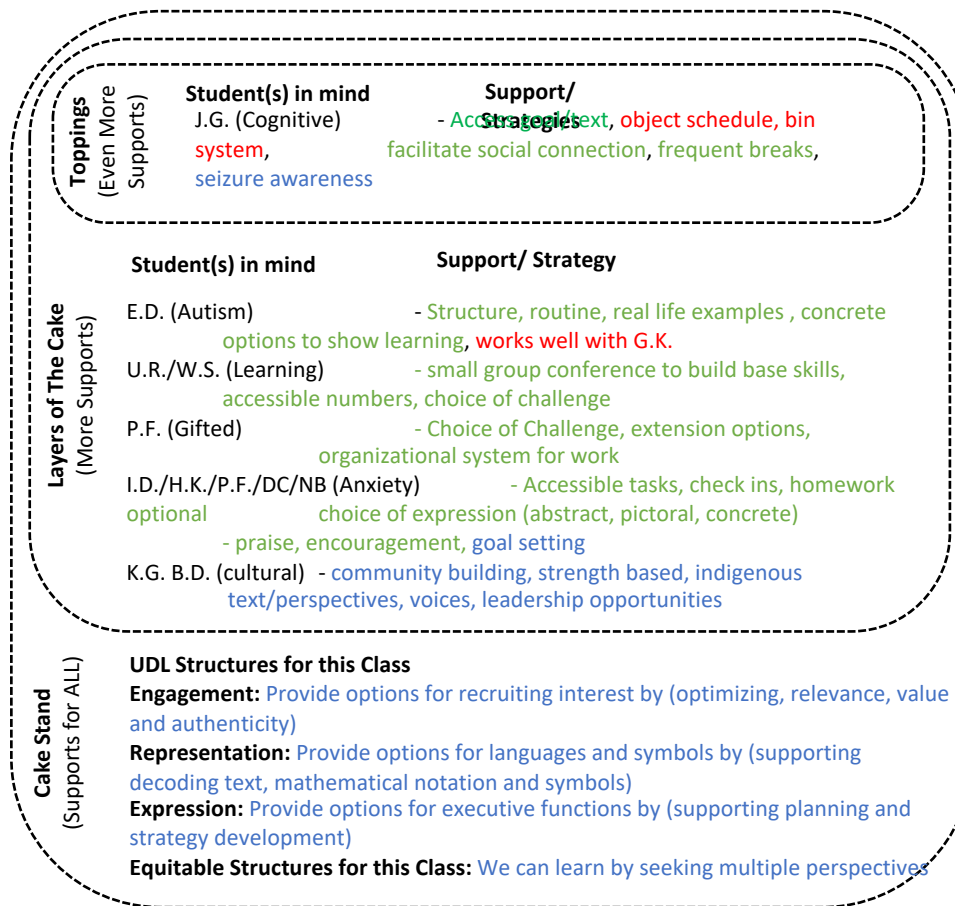 Toppings
(Even More
Supports)
Student(s) in mind Support/
Strategies
J.G. (Cognitive) - Access goal/text, object schedule, bin
system, facilitate social connection, frequent breaks,
seizure awareness
Layers of The Cake
(More Supports)
Student(s) in mind Support/ Strategy
E.D. (Autism) - Structure, routine, real life examples , concrete
options to show learning, works well with G.K.
U.R./W.S. (Learning) - small group conference to build base skills,
accessible numbers, choice of challenge
P.F. (Gifted) - Choice of Challenge, extension options,
organizational system for work
I.D./H.K./P.F./DC/NB (Anxiety) - Accessible tasks, check ins, homework
optional choice of expression (abstract, pictoral, concrete)
- praise, encouragement, goal setting
K.G. B.D. (cultural) - community building, strength based, indigenous
text/perspectives, voices, leadership opportunities
Cake Stand
(Supports for ALL)
UDL Structures for this Class
Engagement: Provide options for recruiting interest by (optimizing, relevance, value
and authenticity)
Representation: Provide options for languages and symbols by (supporting
decoding text, mathematical notation and symbols)
Expression: Provide options for executive functions by (supporting planning and
strategy development)
Equitable Structures for this Class: We can learn by seeking multiple perspectives